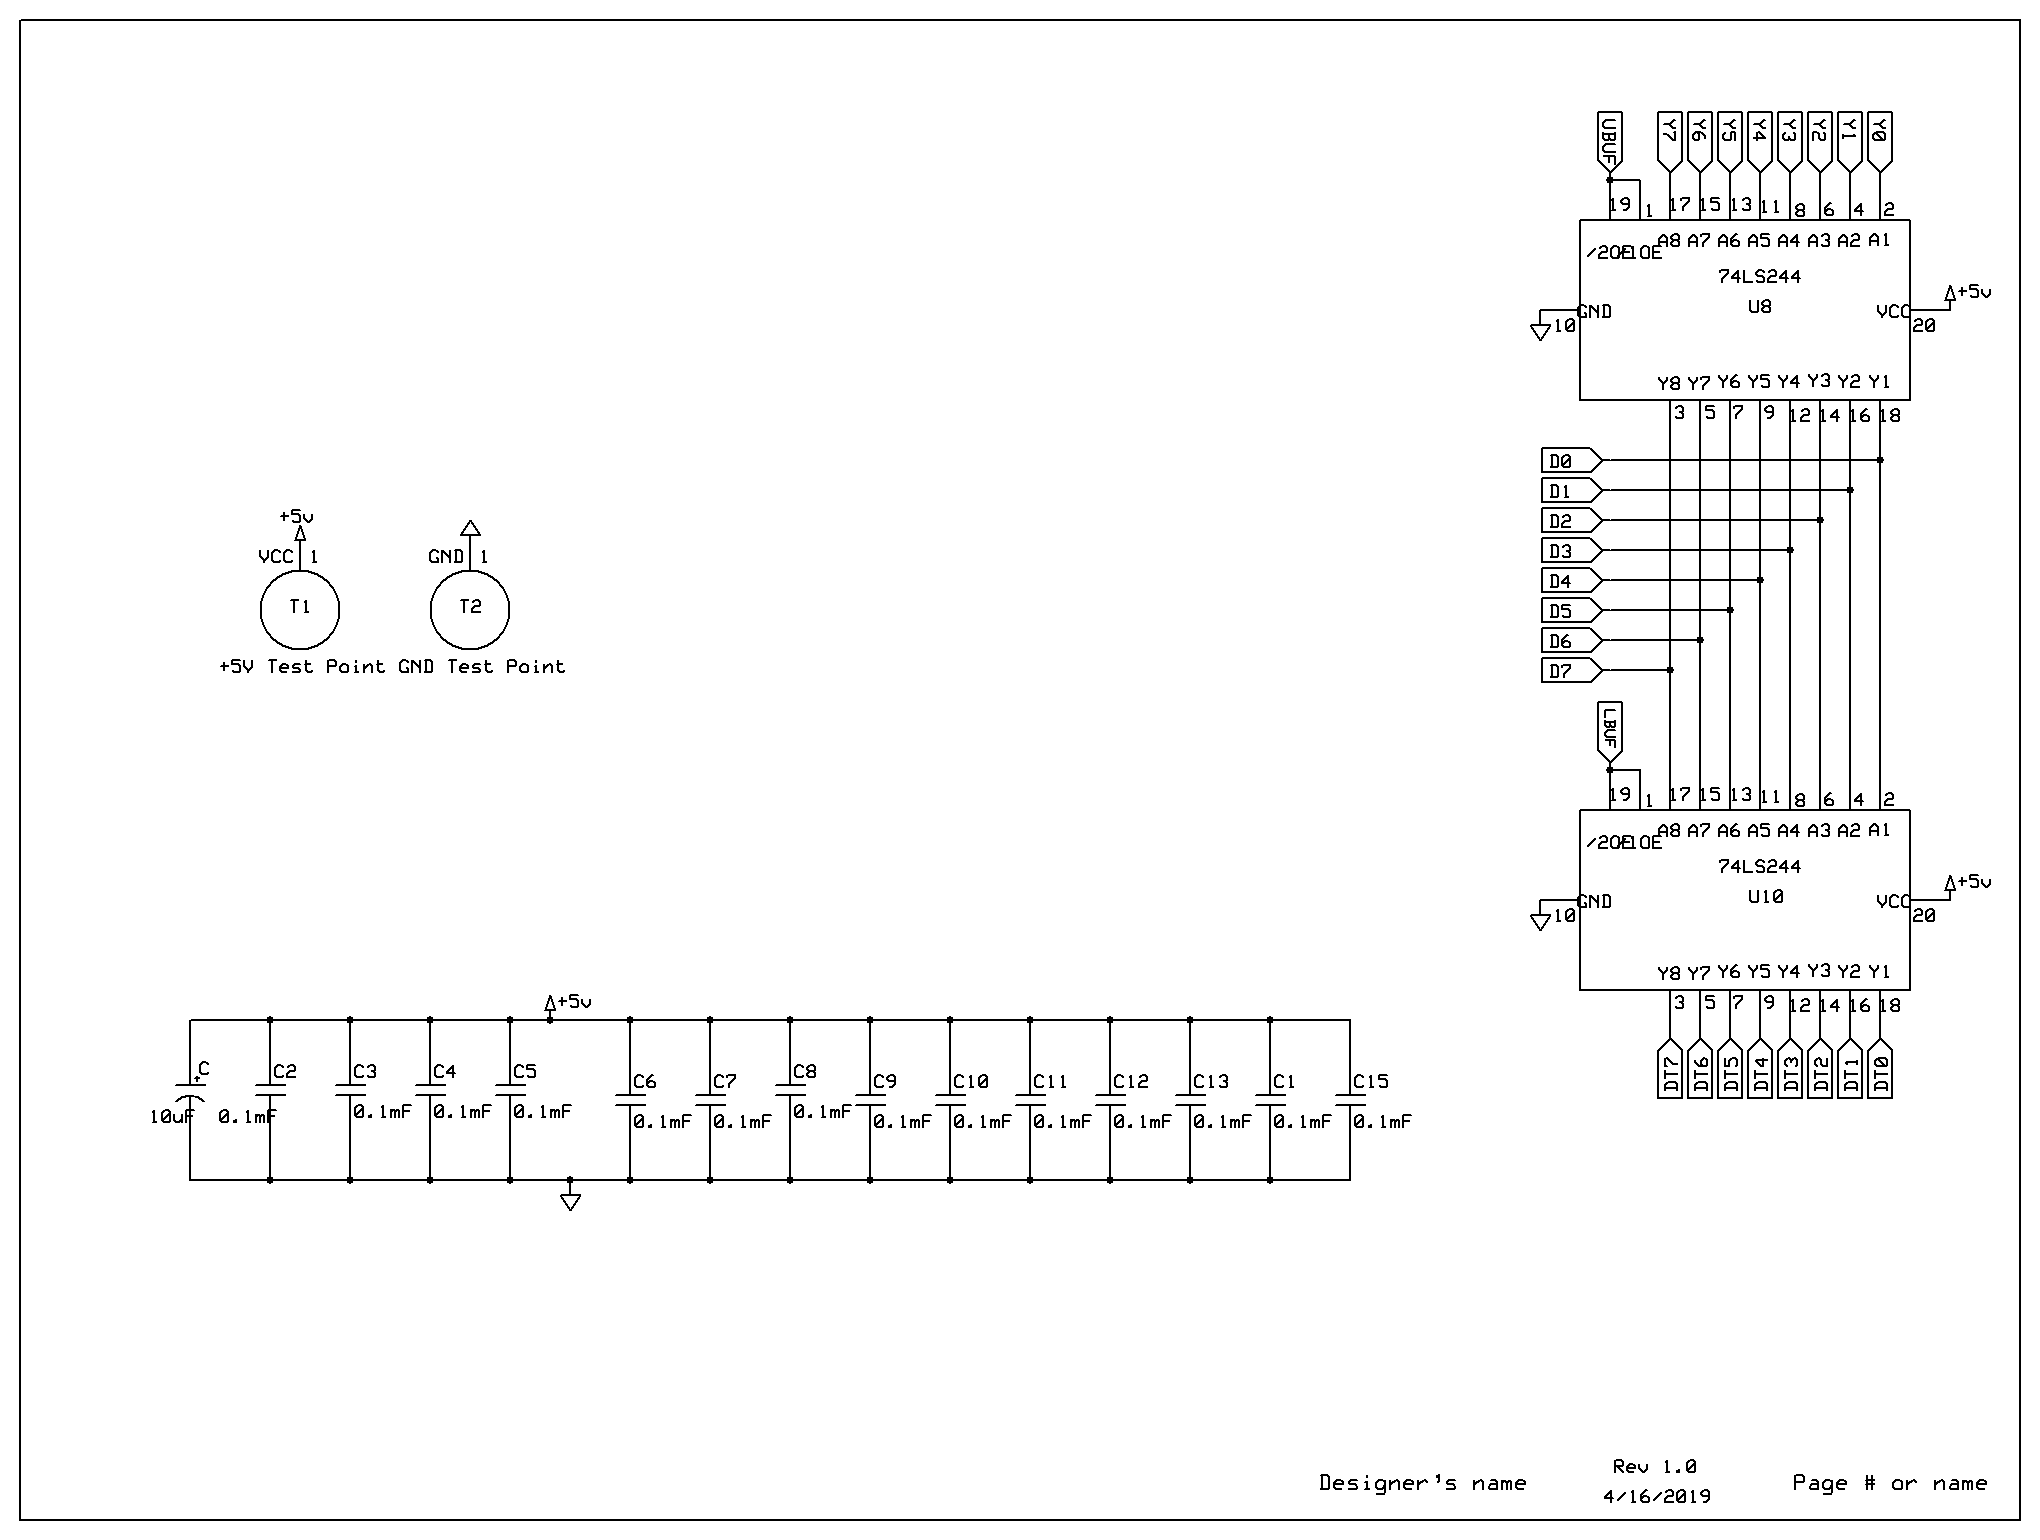 UBUF Y7 Y6 Y5 Y4 Y3 Y2 Y1 Y0
19 1 17 15 13 11 8 6 4 2
/2OE /1OE A8 A7 A6 A5 A4 A3 A2 A1
74LS244
U8
+5v
GND VCC
10 20
Y8 Y7 Y6 Y5 Y4 Y3 Y2 Y1
3 5 7 9 12 14 16 18
D0
D1
D2
D3
D4
D5
D6
D7
+5v
VCC 1 GND 1
T1 T2
+5V Test Point GND Test Point
LBUF
19 1 17 15 13 11 8 6 4 2
/2OE /1OE A8 A7 A6 A5 A4 A3 A2 A1
74LS244
U10
+5v
GND VCC
10 20
Y8 Y7 Y6 Y5 Y4 Y3 Y2 Y1
3 5 7 9 12 14 16 18
DT7 DT6 DT5 DT4 DT3 DT2 DT1 DT0
+5v
C + C2 C3 C4 C5 C6 C7 C8 C9 C10 C11 C12 C13 C1 C15
10uF 0.1mF 0.1mF 0.1mF 0.1mF 0.1mF 0.1mF 0.1mF 0.1mF 0.1mF 0.1mF 0.1mF 0.1mF 0.1mF 0.1mF
Designer's name
Rev 1.0
4/16/2019
Page # or name